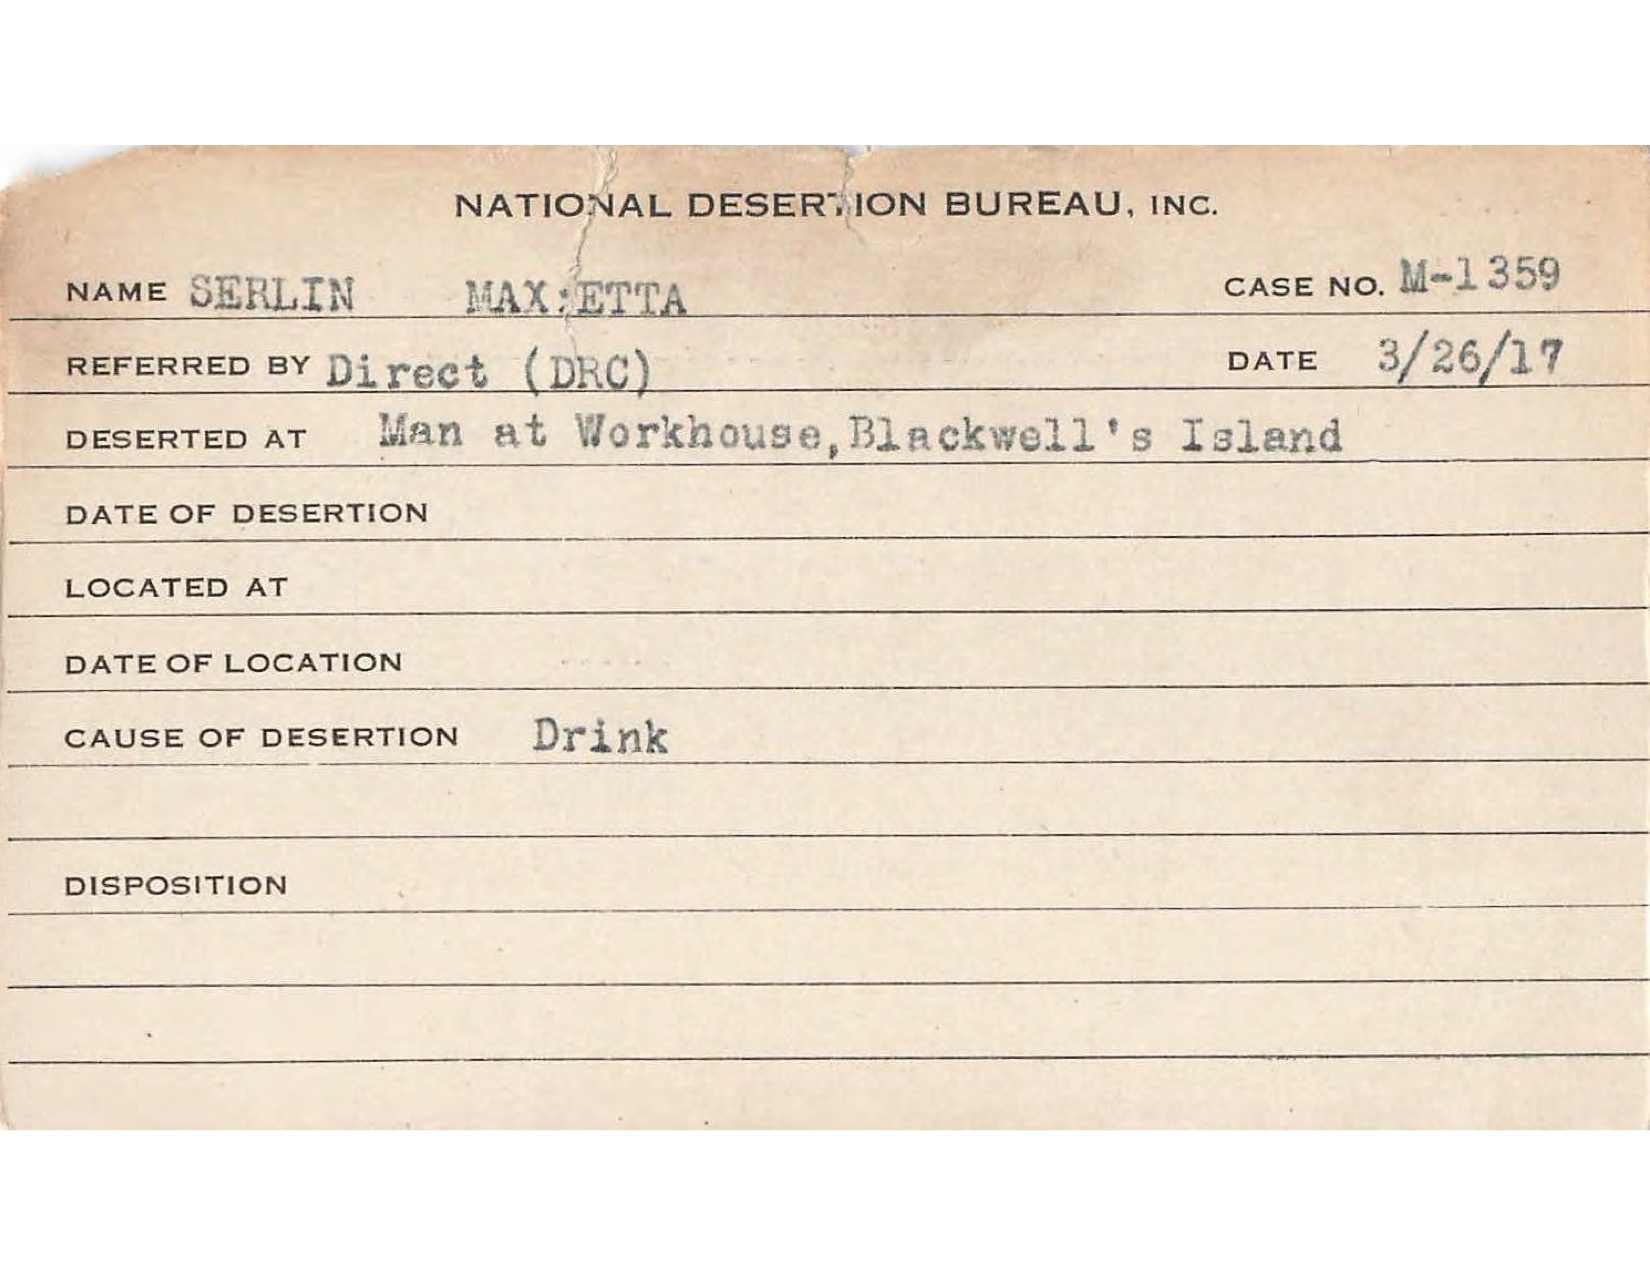 NATIONAL DESERTION BUREAU, INC.
NAME SERLIN MAX;ETTA CASE NO. M-1359
REFERRED BY Direct (DRC) DATE 3/26/17
DESERTED AT Man at Workhouse,Blackwell's Island
DATE OF DESERTION
LOCATED AT
DATE OF LOCATION
CAUSE OF DESERTION Drink
DISPOSITION